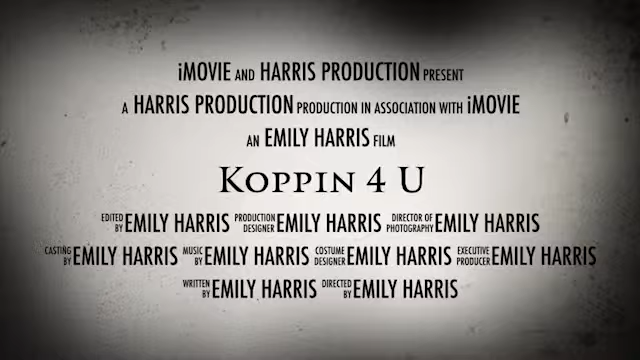 iMOVIE AND HARRIS PRODUCTION PRESENT
A HARRIS PRODUCTION PRODUCTION IN ASSOCIATION WITH iMOVIE
AN EMILY HARRIS FILM
KOPPIN 4 U
EDITED BY EMILY HARRIS PRODUCTION DESIGNER EMILY HARRIS DIRECTOR OF PHOTOGRAPHY EMILY HARRIS
CASTING BY EMILY HARRIS MUSIC BY EMILY HARRIS COSTUME DESIGNER EMILY HARRIS EXECUTIVE PRODUCER EMILY HARRIS
WRITTEN BY EMILY HARRIS DIRECTED BY EMILY HARRIS